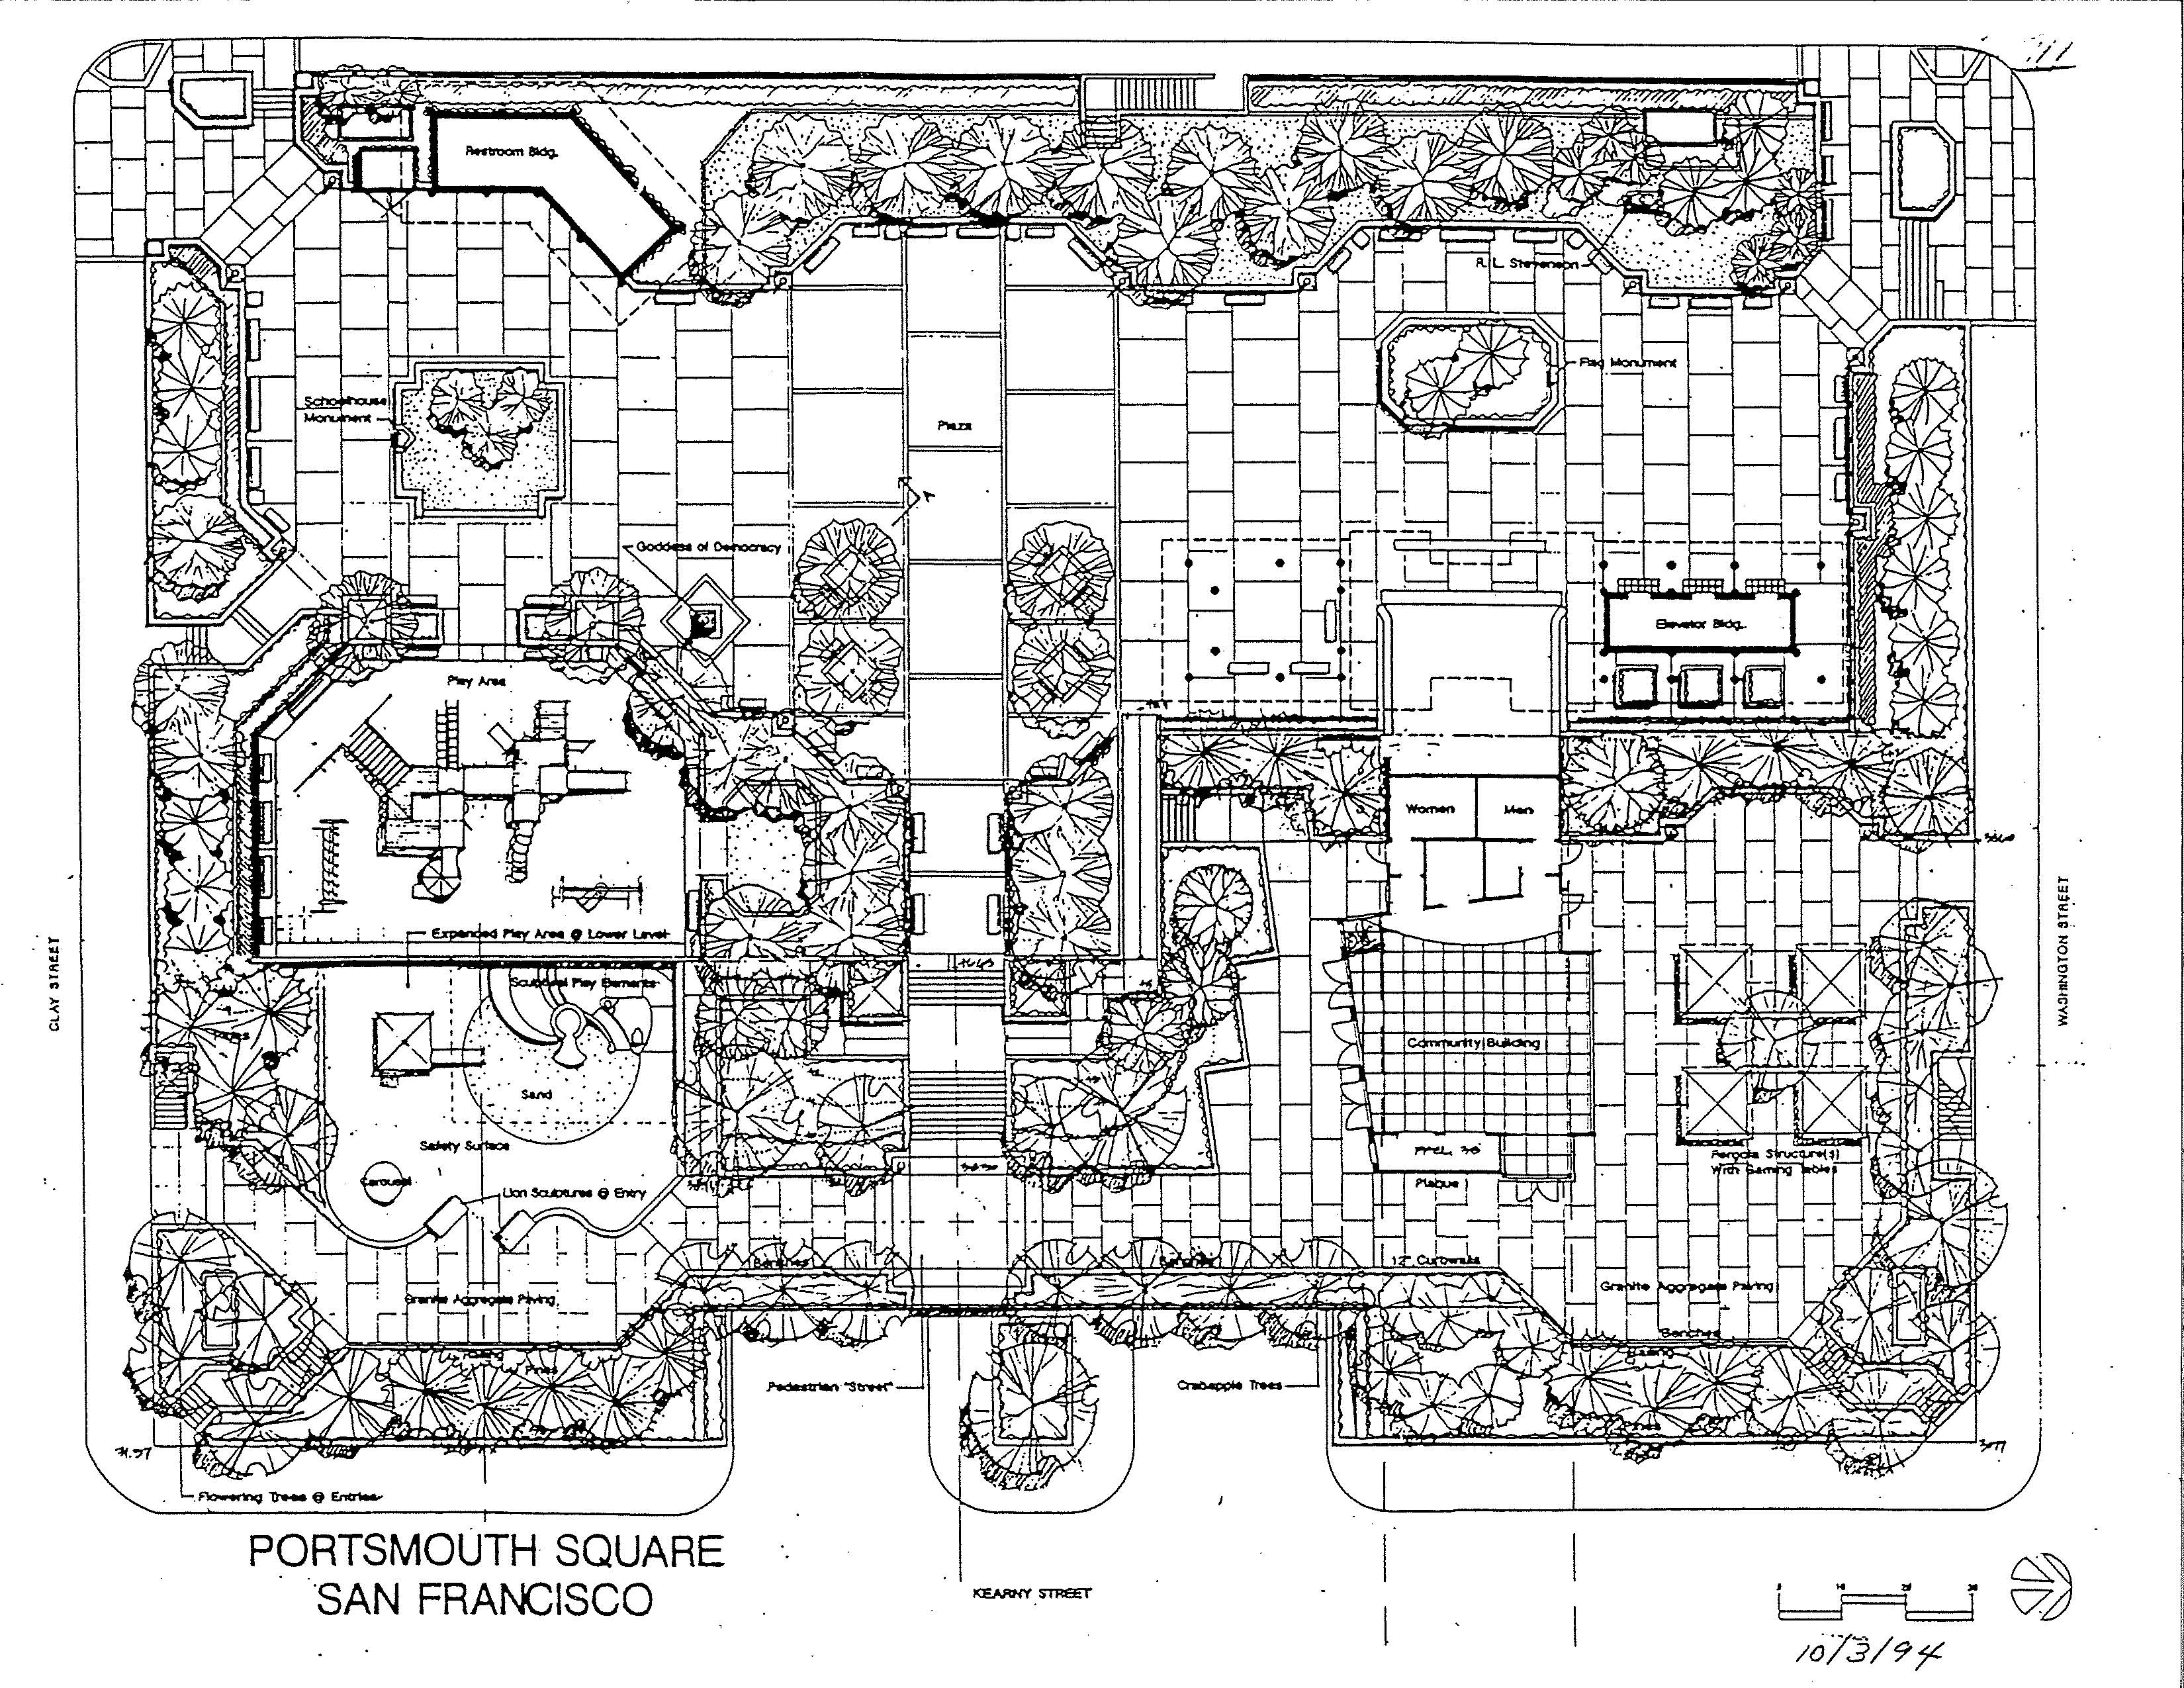 Restroom Bldg.
R. L. Stevenson
Flag Monument
Schoolhouse
Monument
Plaza
A
Goddess of Democracy
Elevator Bldg.
Play Area
Women
Men
Expanded Play Area @ Lower Level
Sculptural Play Elements
CLAY STREET
WASHINGTON STREET
Community Building
Sand
Safety Surface
Pergola Structure(s)
With Gaming Tables
Plaque
Carousel
Lion Sculptures @ Entry
Benches
Benches
12" Curbwalls
Granite Aggregate Paving
Granite Aggregate Paving
Benches
Railing
Pines
Pedestrian "Street"
Crabapple Trees
Flowering Trees @ Entries
PORTSMOUTH SQUARE
SAN FRANCISCO
KEARNY STREET
10/3/94